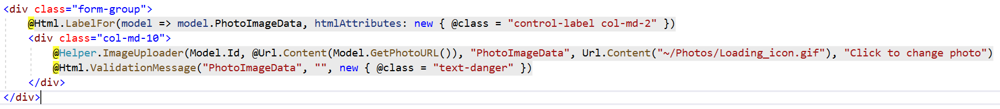 <div class="form-group">
@Html.LabelFor(model => model.PhotoImageData, htmlAttributes: new { @class = "control-label col-md-2" })
<div class="col-md-10">
@Helper.ImageUploader(Model.Id, @Url.Content(Model.GetPhotoURL()), "PhotoImageData", Url.Content("~/Photos/Loading_icon.gif"), "Click to change photo")
@Html.ValidationMessage("PhotoImageData", "", new { @class = "text-danger" })
</div>
</div>